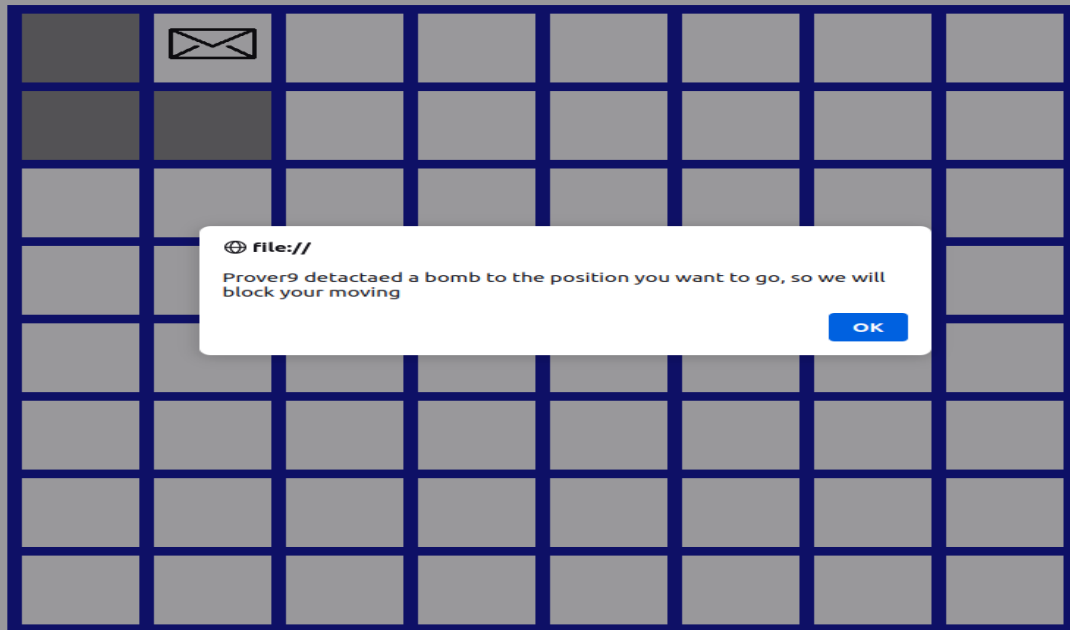 file://
Prover9 detactaed a bomb to the position you want to go, so we will
block your moving
OK